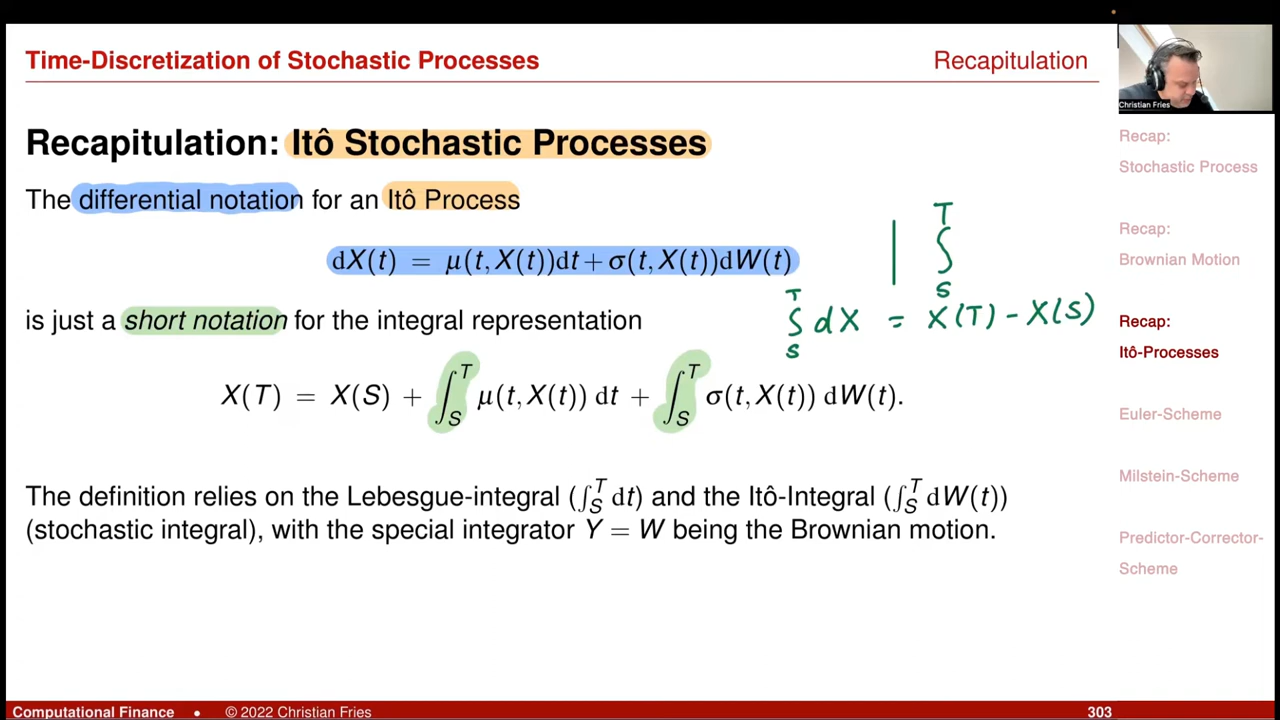 Time-Discretization of Stochastic Processes
Recapitulation
Christian Fries
Recapitulation: Itô Stochastic Processes
The differential notation for an Itô Process
dX(t) = μ(t, X(t))dt + σ(t, X(t))dW(t)
| ∫_S^T
is just a short notation for the integral representation
∫_S^T dX = X(T) - X(S)
X(T) = X(S) + ∫_S^T μ(t, X(t)) dt + ∫_S^T σ(t, X(t)) dW(t).
The definition relies on the Lebesgue-integral (∫_S^T dt) and the Itô-Integral (∫_S^T dW(t))
(stochastic integral), with the special integrator Y = W being the Brownian motion.
Recap:
Stochastic Process
Recap:
Brownian Motion
Recap:
Itô-Processes
Euler-Scheme
Milstein-Scheme
Predictor-Corrector-
Scheme
Computational Finance • © 2022 Christian Fries
303